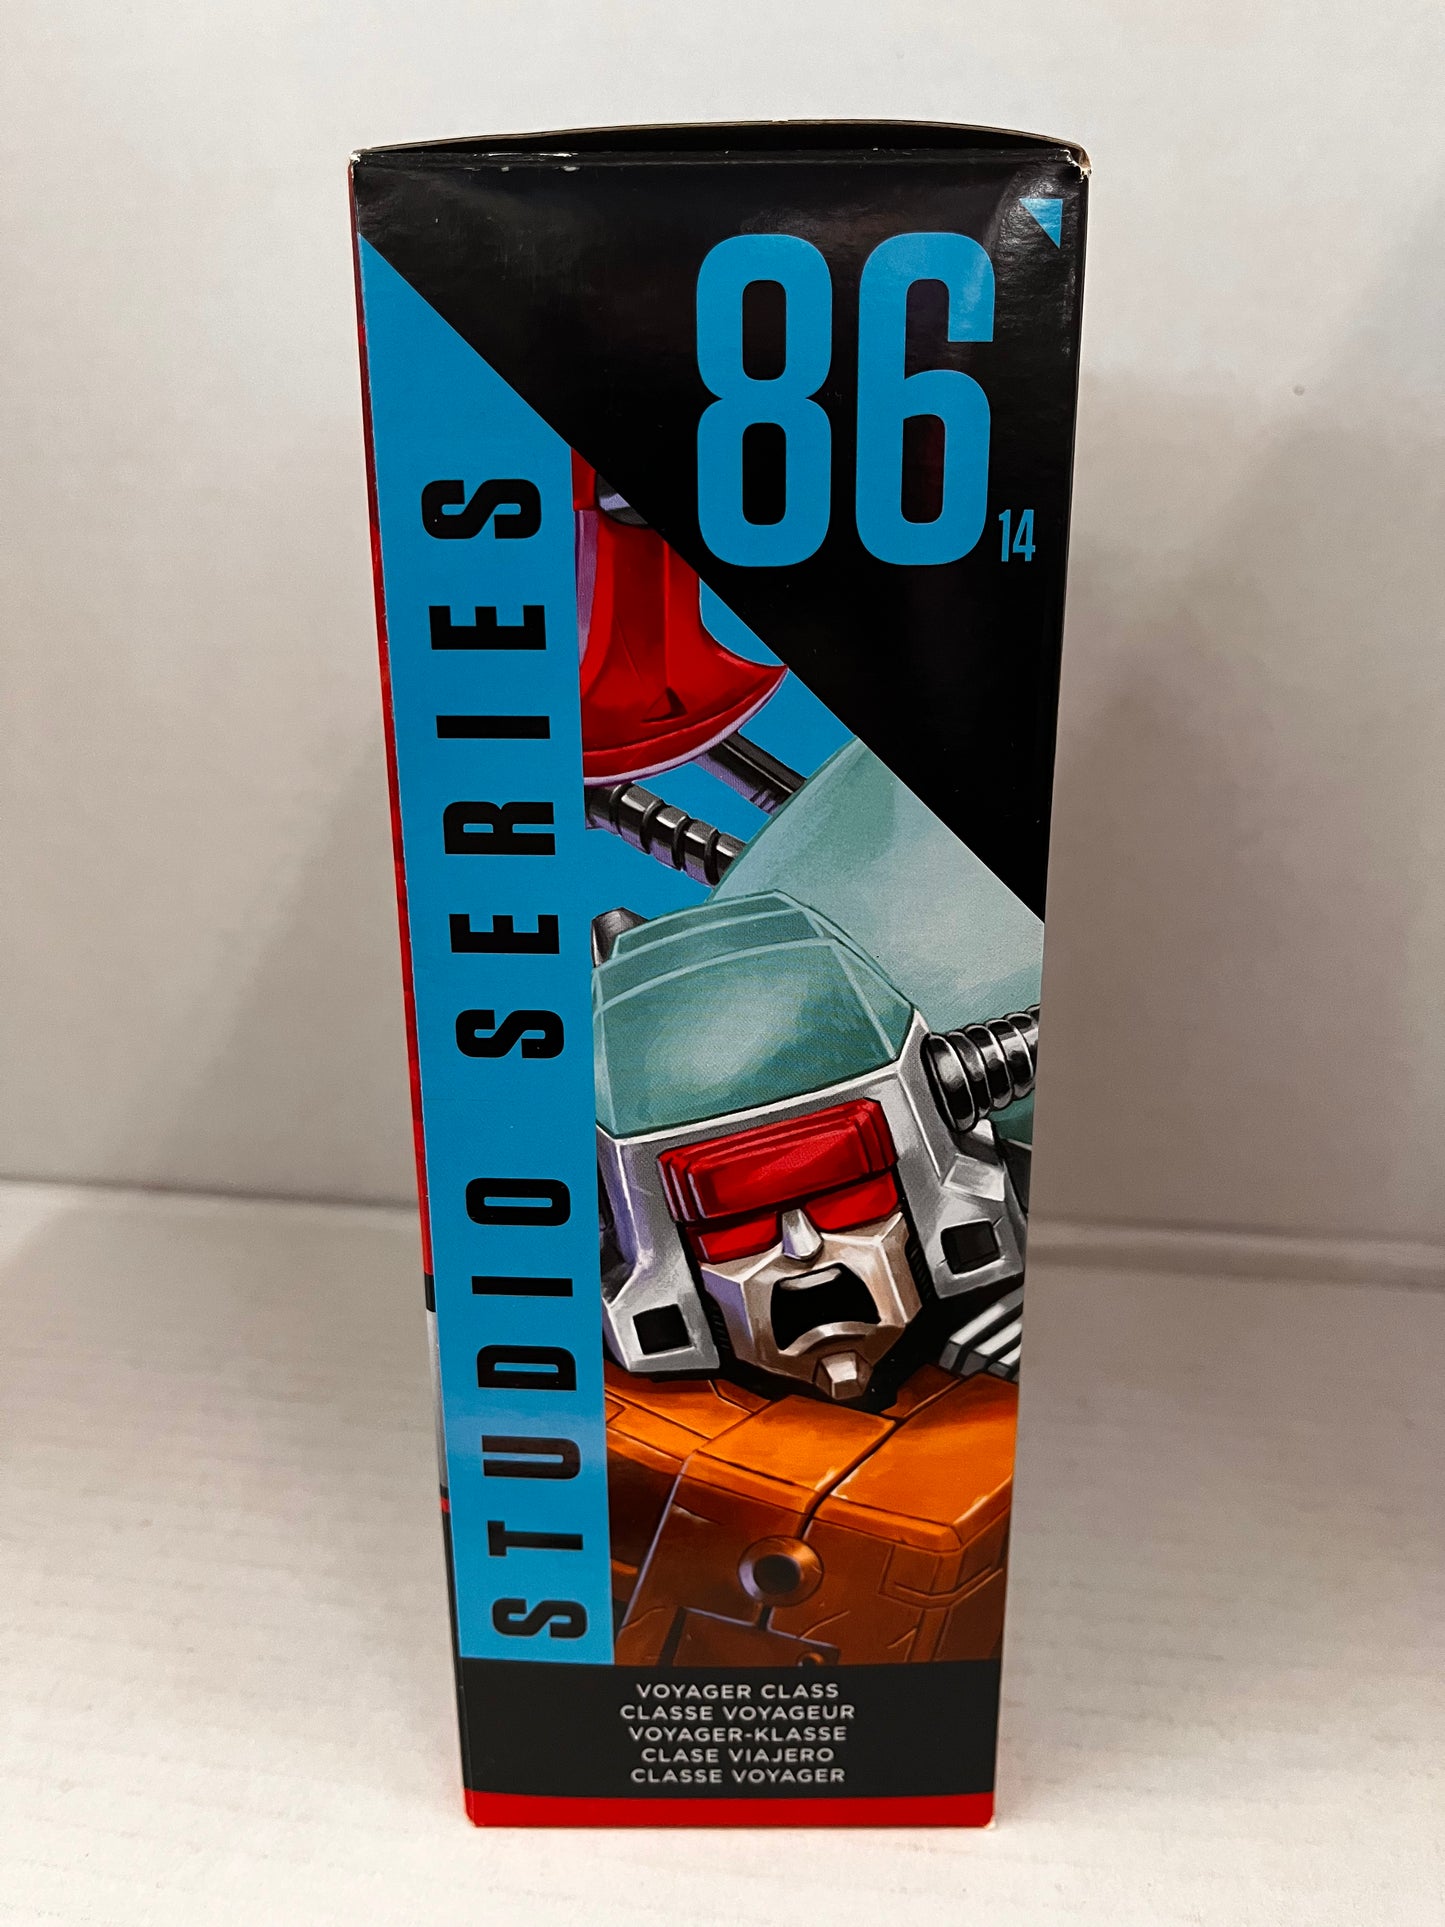 86
14
STUDIO SERIES
VOYAGER CLASS
CLASSE VOYAGEUR
VOYAGER-KLASSE
CLASE VIAJERO
CLASSE VOYAGER